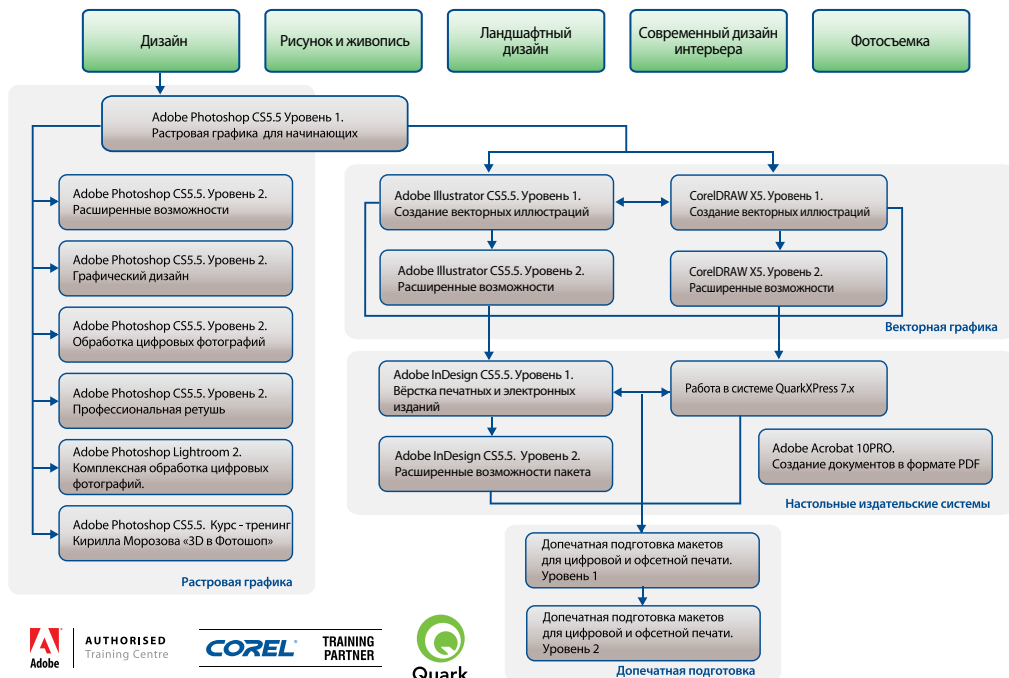 Дизайн
Рисунок и живопись
Ландшафтный
дизайн
Современный дизайн
интерьера
Фотосъемка
Adobe Photoshop CS5.5 Уровень 1.
Растровая графика для начинающих
Adobe Photoshop CS5.5. Уровень 2.
Расширенные возможности
Adobe Photoshop CS5.5. Уровень 2.
Графический дизайн
Adobe Photoshop CS5.5. Уровень 2.
Обработка цифровых фотографий
Adobe Photoshop CS5.5. Уровень 2.
Профессиональная ретушь
Adobe Photoshop Lightroom 2.
Комплексная обработка цифровых
фотографий.
Adobe Photoshop CS5.5. Курс - тренинг
Кирилла Морозова «3D в Фотошоп»
Растровая графика
Adobe Illustrator CS5.5. Уровень 1.
Создание векторных иллюстраций
CorelDRAW X5. Уровень 1.
Создание векторных иллюстраций
Adobe Illustrator CS5.5. Уровень 2.
Расширенные возможности
CorelDRAW X5. Уровень 2.
Расширенные возможности
Векторная графика
Adobe InDesign CS5.5. Уровень 1.
Вёрстка печатных и электронных
изданий
Работа в системе QuarkXPress 7.x
Adobe InDesign CS5.5. Уровень 2.
Расширенные возможности пакета
Adobe Acrobat 10PRO.
Создание документов в формате PDF
Настольные издательские системы
Допечатная подготовка макетов
для цифровой и офсетной печати.
Уровень 1
Допечатная подготовка макетов
для цифровой и офсетной печати.
Уровень 2
Допечатная подготовка
Adobe
AUTHORISED
Training Centre
COREL
TRAINING
PARTNER
Quark